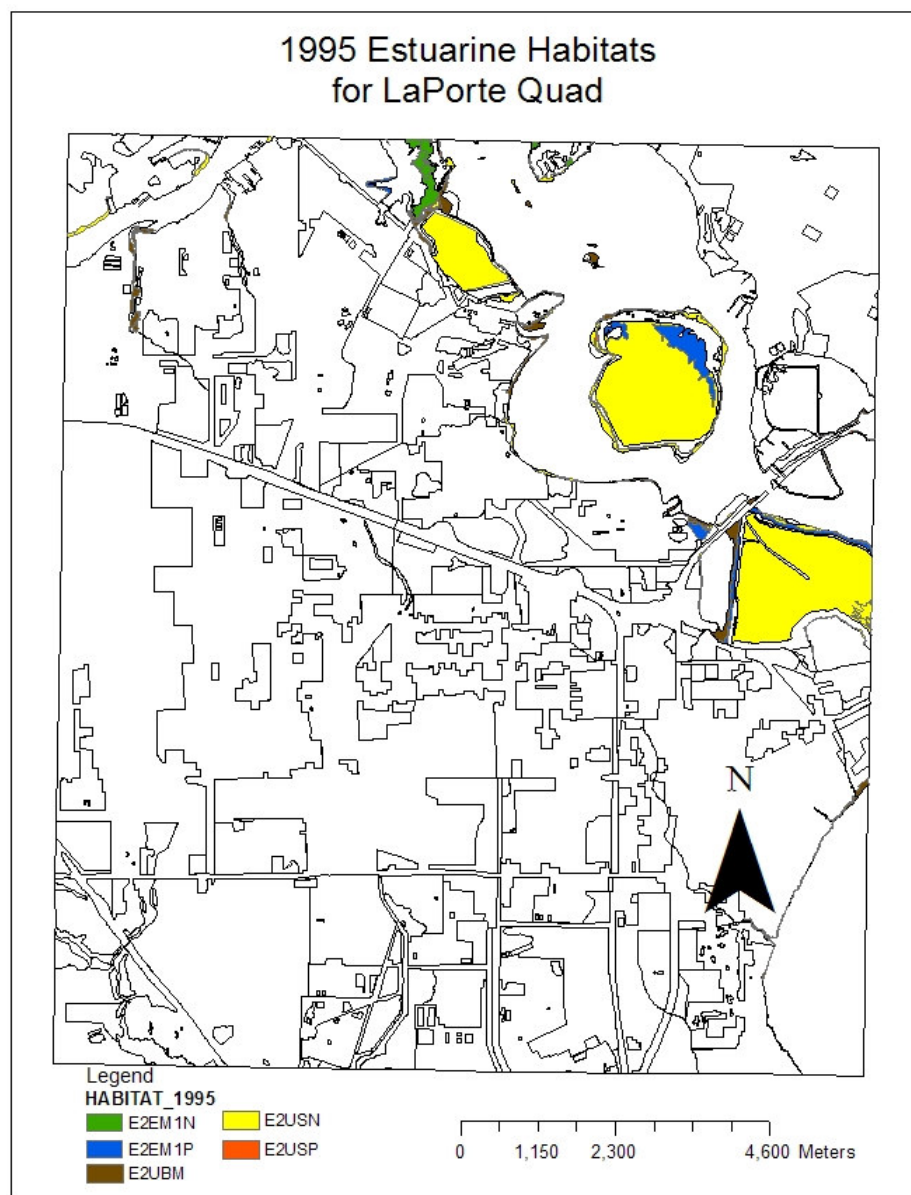 1995 Estuarine Habitats
for LaPorte Quad
N
Legend
HABITAT_1995
E2EM1N
E2USN
E2EM1P
E2USP
E2UBM
0 1,150 2,300 4,600 Meters